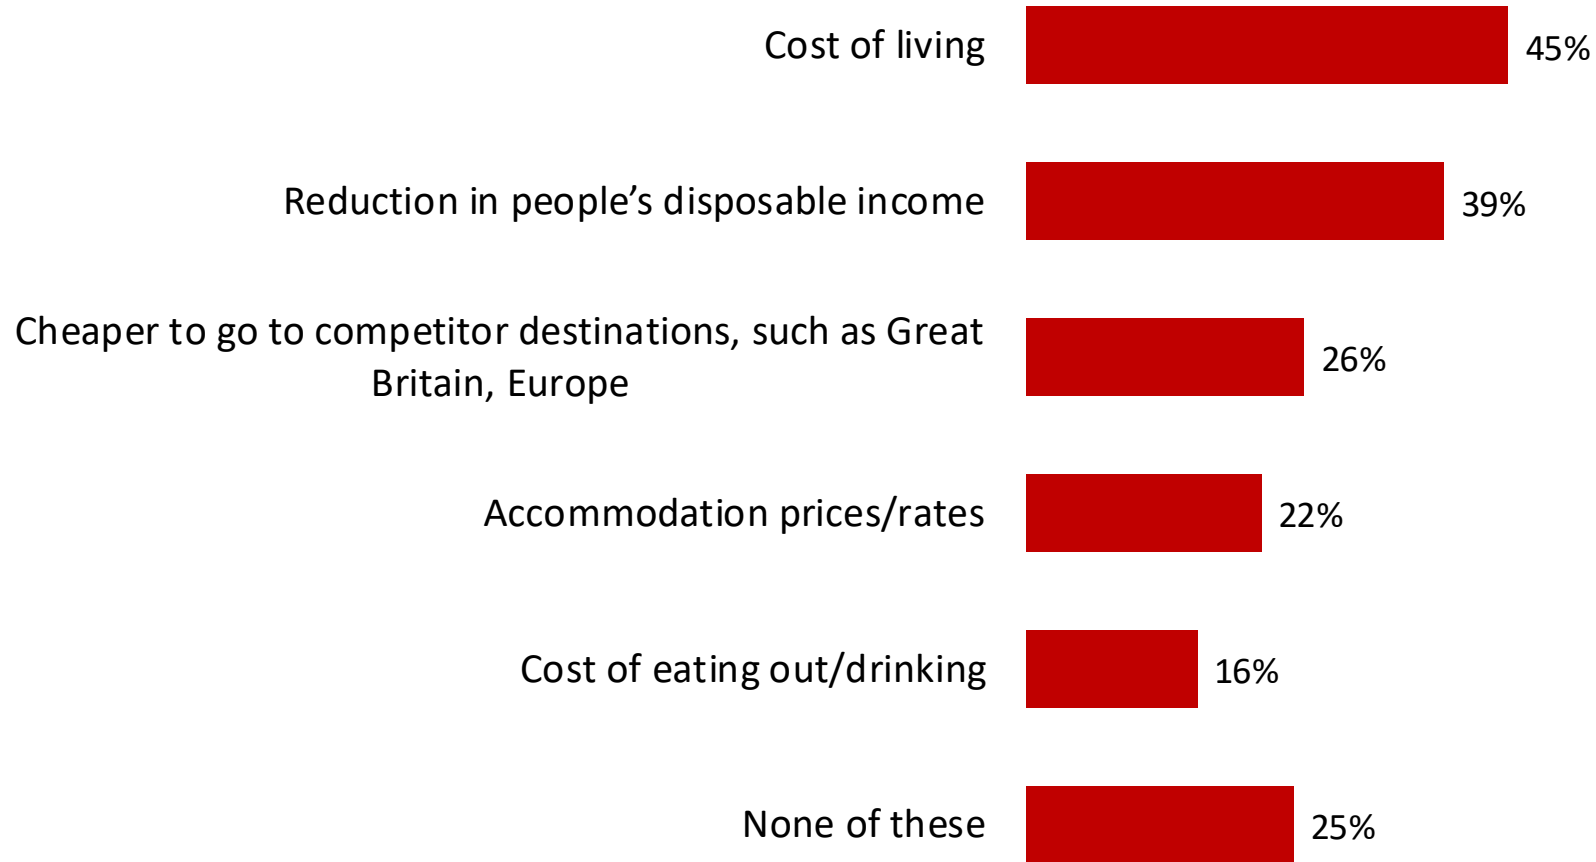 Cost of living
45%
Reduction in people’s disposable income
39%
Cheaper to go to competitor destinations, such as Great
Britain, Europe
26%
Accommodation prices/rates
22%
Cost of eating out/drinking
16%
None of these
25%